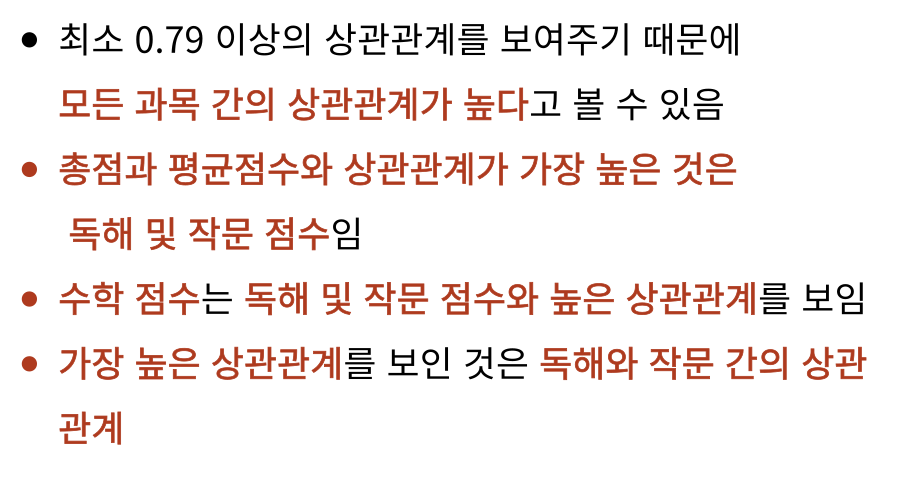 ● 최소 0.79 이상의 상관관계를 보여주기 때문에
모든 과목 간의 상관관계가 높다고 볼 수 있음
● 총점과 평균점수와 상관관계가 가장 높은 것은
독해 및 작문 점수임
● 수학 점수는 독해 및 작문 점수와 높은 상관관계를 보임
● 가장 높은 상관관계를 보인 것은 독해와 작문 간의 상관
관계